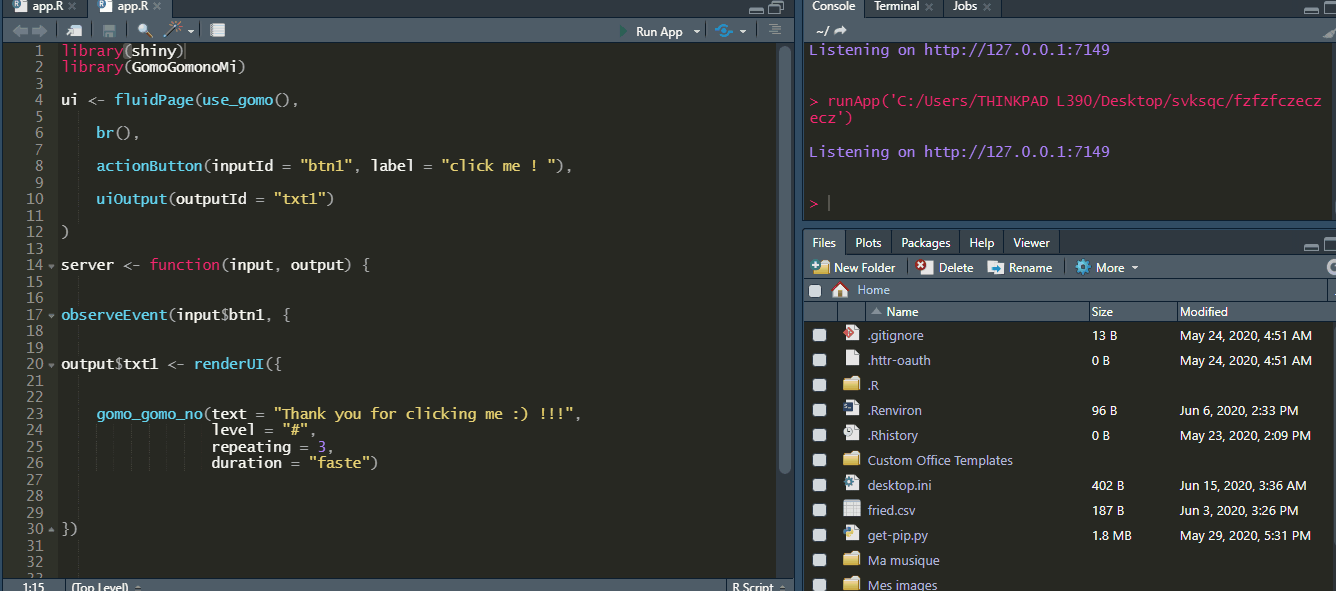 app.R
app.R
Run App
1 library(shiny)
2 library(GomoGomonoMi)
3
4 ui <- fluidPage(use_gomo(),
5
6 br(),
7
8 actionButton(inputId = "btn1", label = "click me ! "),
9
10 uiOutput(outputId = "txt1")
11
12 )
13
14 server <- function(input, output) {
15
16
17 observeEvent(input$btn1, {
18
19
20 output$txt1 <- renderUI({
21
22
23 gomo_gomo_no(text = "Thank you for clicking me :) !!!",
24 level = "#",
25 repeating = 3,
26 duration = "faste")
27
28
29
30 })
31
32
1:15 (Top Level) R Script
Console Terminal Jobs
~/
Listening on http://127.0.0.1:7149
> runApp('C:/Users/THINKPAD L390/Desktop/svksqc/fzfzfczecz
ecz')
Listening on http://127.0.0.1:7149
>
Files Plots Packages Help Viewer
New Folder Delete Rename More
Home
Name Size Modified
.gitignore 13 B May 24, 2020, 4:51 AM
.httr-oauth 0 B May 24, 2020, 4:51 AM
.R
.Renviron 96 B Jun 6, 2020, 2:33 PM
.Rhistory 0 B May 23, 2020, 2:09 PM
Custom Office Templates
desktop.ini 402 B Jun 15, 2020, 3:36 AM
fried.csv 187 B Jun 3, 2020, 3:26 PM
get-pip.py 1.8 MB May 29, 2020, 5:31 PM
Ma musique
Mes images